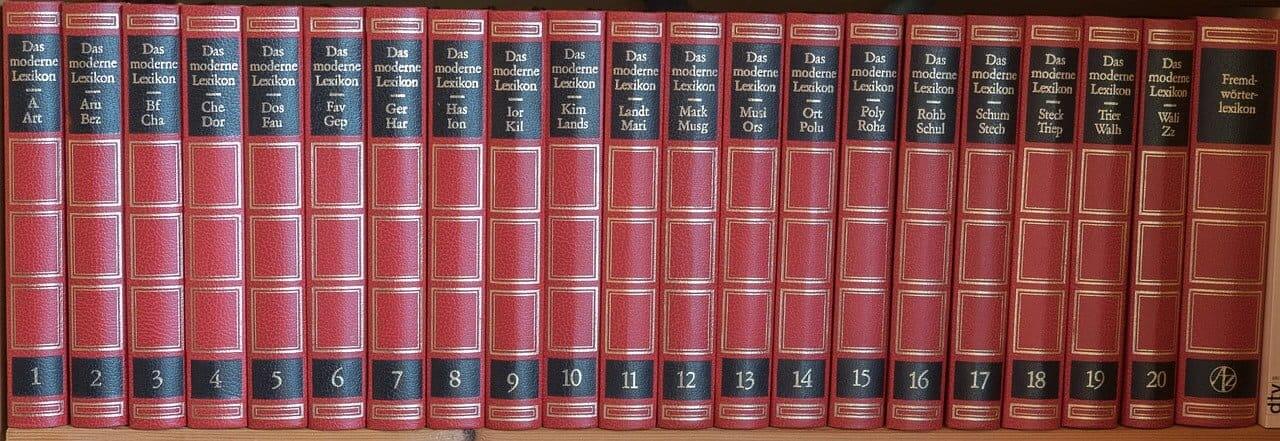 Das
moderne
Lexikon
A
Art
1
Das
moderne
Lexikon
Aru
Bez
2
Das
moderne
Lexikon
Bf
Cha
3
Das
moderne
Lexikon
Che
Dor
4
Das
moderne
Lexikon
Dos
Fau
5
Das
moderne
Lexikon
Fav
Gep
6
Das
moderne
Lexikon
Ger
Har
7
Das
moderne
Lexikon
Has
Ion
8
Das
moderne
Lexikon
Ior
Kil
9
Das
moderne
Lexikon
Kim
Lands
10
Das
moderne
Lexikon
Landt
Mari
11
Das
moderne
Lexikon
Mark
Musg
12
Das
moderne
Lexikon
Musi
Ors
13
Das
moderne
Lexikon
Ort
Polu
14
Das
moderne
Lexikon
Poly
Roha
15
Das
moderne
Lexikon
Rohb
Schul
16
Das
moderne
Lexikon
Schum
Stech
17
Das
moderne
Lexikon
Steck
Triep
18
Das
moderne
Lexikon
Trier
Walh
19
Das
moderne
Lexikon
Wali
Zz
20
Fremd-
wörter-
lexikon
AZ
dtv